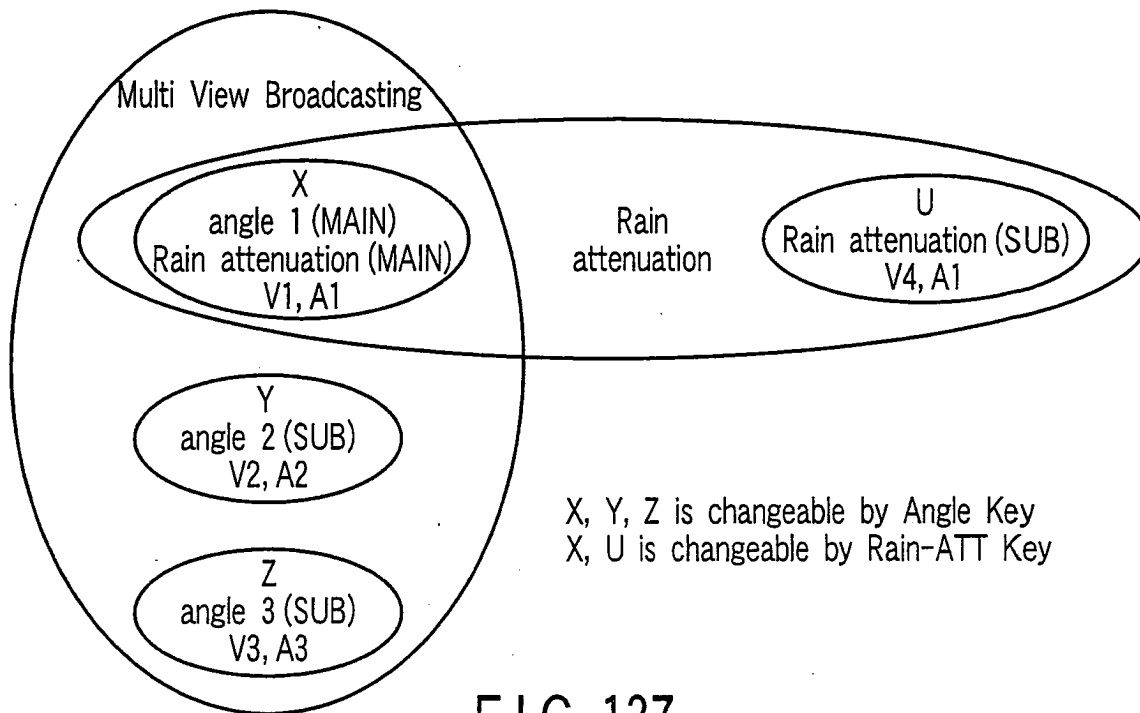 Multi View Broadcasting
X
angle 1 (MAIN)
Rain attenuation (MAIN)
V1, A1
Rain
attenuation
U
Rain attenuation (SUB)
V4, A1
Y
angle 2 (SUB)
V2, A2
X, Y, Z is changeable by Angle Key
X, U is changeable by Rain-ATT Key
Z
angle 3 (SUB)
V3, A3
FIG. 127